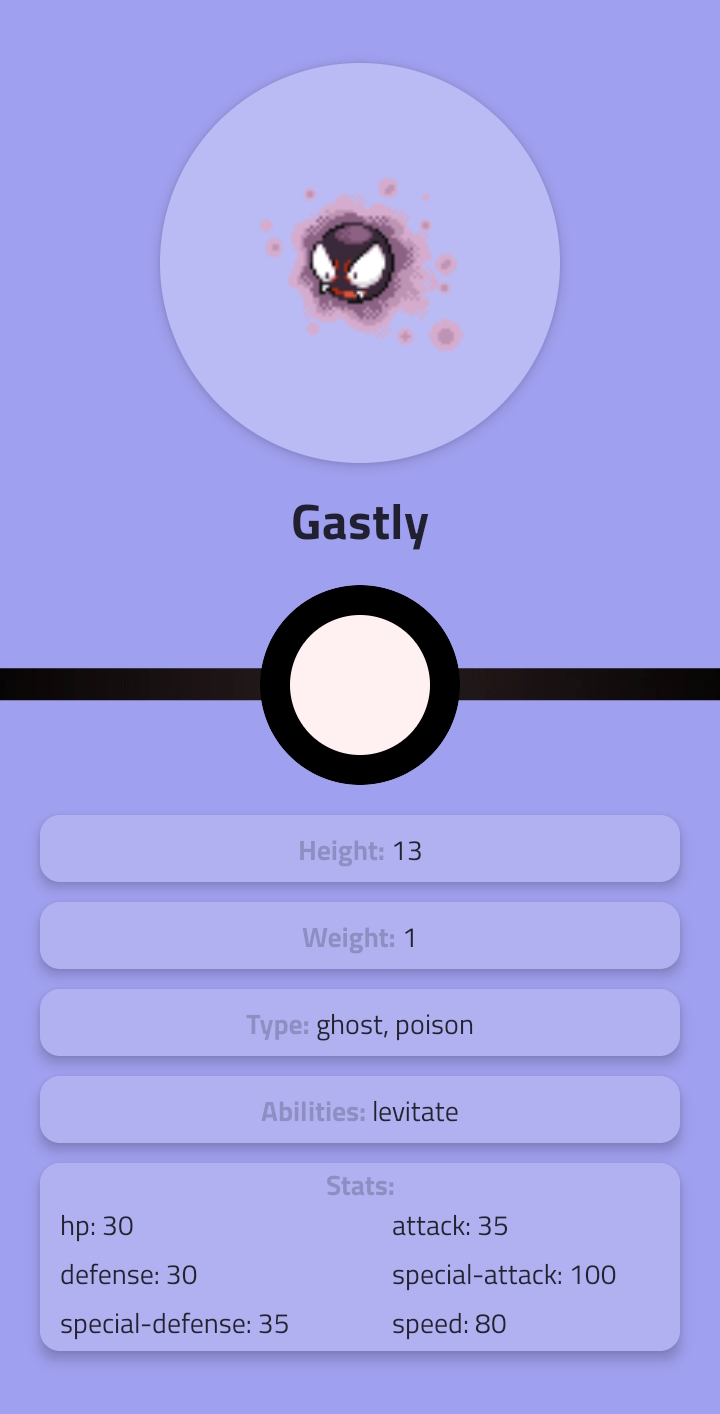 Gastly
Height: 13
Weight: 1
Type: ghost, poison
Abilities: levitate
Stats:
hp: 30 attack: 35
defense: 30 special-attack: 100
special-defense: 35 speed: 80